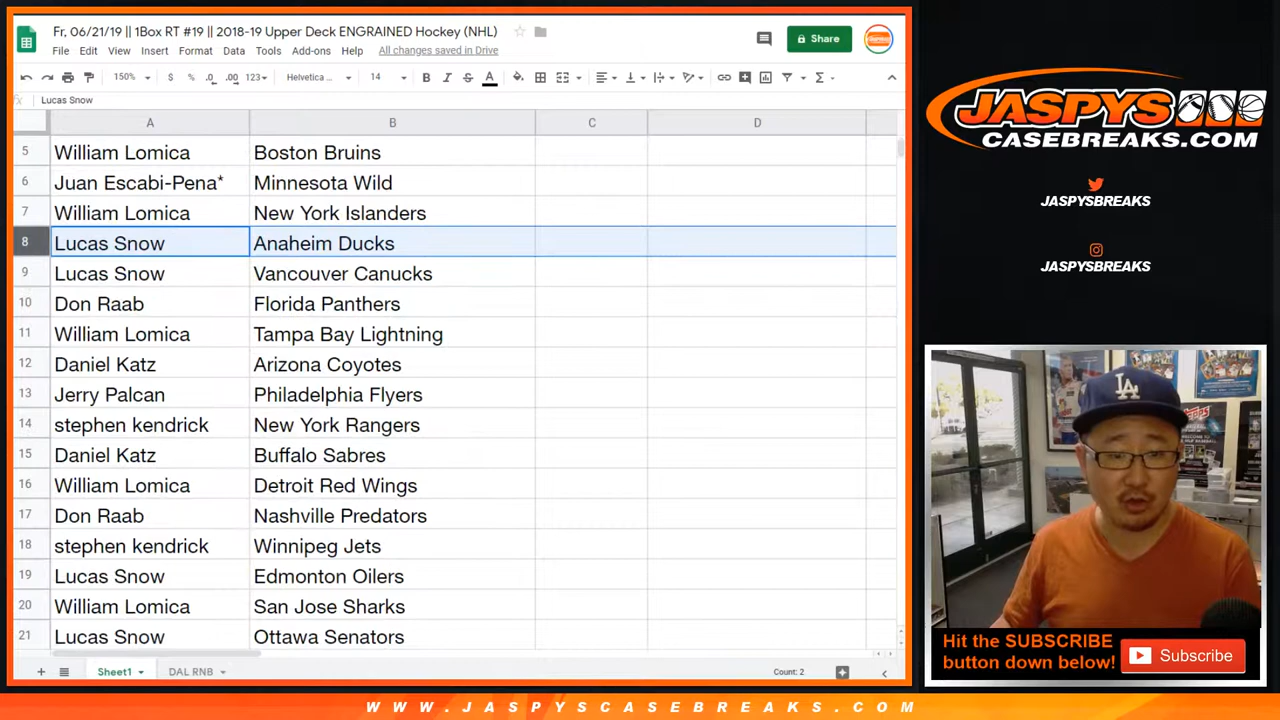 Fr, 06/21/19 || 1Box RT #19 || 2018-19 Upper Deck ENGRAINED Hockey (NHL)
File Edit View Insert Format Data Tools Add-ons Help All changes saved in Drive
Share
150% $ % .0 .00 123 Helvetica ... 14 B I S A
fx Lucas Snow
A B C D
5 William Lomica Boston Bruins
6 Juan Escabi-Pena* Minnesota Wild
7 William Lomica New York Islanders
8 Lucas Snow Anaheim Ducks
9 Lucas Snow Vancouver Canucks
10 Don Raab Florida Panthers
11 William Lomica Tampa Bay Lightning
12 Daniel Katz Arizona Coyotes
13 Jerry Palcan Philadelphia Flyers
14 stephen kendrick New York Rangers
15 Daniel Katz Buffalo Sabres
16 William Lomica Detroit Red Wings
17 Don Raab Nashville Predators
18 stephen kendrick Winnipeg Jets
19 Lucas Snow Edmonton Oilers
20 William Lomica San Jose Sharks
21 Lucas Snow Ottawa Senators
Sheet1 DAL RNB Count: 2
JASPYS
CASEBREAKS.COM
JASPYSBREAKS
JASPYSBREAKS
LA
topps
Hit the SUBSCRIBE
button down below!
Subscribe
WWW.JASPYSCASEBREAKS.COM